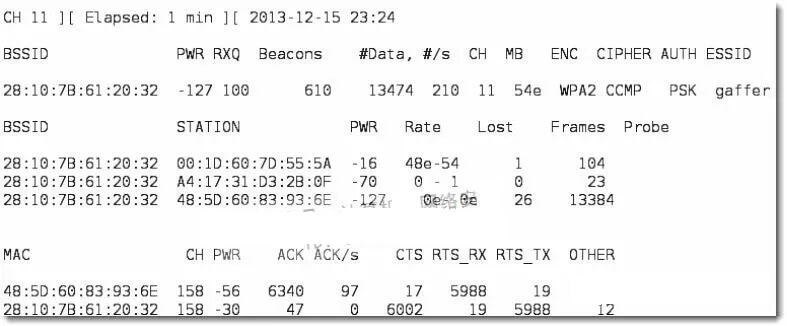 CH 11 ][ Elapsed: 1 min ][ 2013-12-15 23:24
BSSID PWR RXQ Beacons #Data, #/s CH MB ENC CIPHER AUTH ESSID
28:10:7B:61:20:32 -127 100 610 13474 210 11 54e WPA2 CCMP PSK gaffer
BSSID STATION PWR Rate Lost Frames Probe
28:10:7B:61:20:32 00:1D:60:7D:55:5A -16 48e-54 1 104
28:10:7B:61:20:32 A4:17:31:D3:2B:0F -70 0 - 1 0 23
28:10:7B:61:20:32 48:5D:60:83:93:6E -127 0e 0e 26 13384
MAC CH PWR ACK ACK/s CTS RTS_RX RTS_TX OTHER
48:5D:60:83:93:6E 158 -56 6340 97 17 5988 19
28:10:7B:61:20:32 158 -30 47 0 6002 19 5988 12